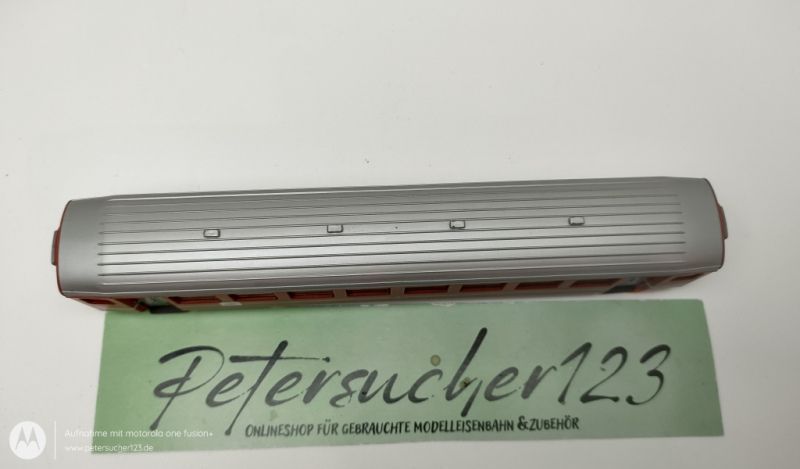 Petersucher123
ONLINESHOP FÜR GEBRAUCHTE MODELLEISENBAHN & ZUBEHÖR
Aufnahme mit motorola one fusion+
www.petersucher123.de